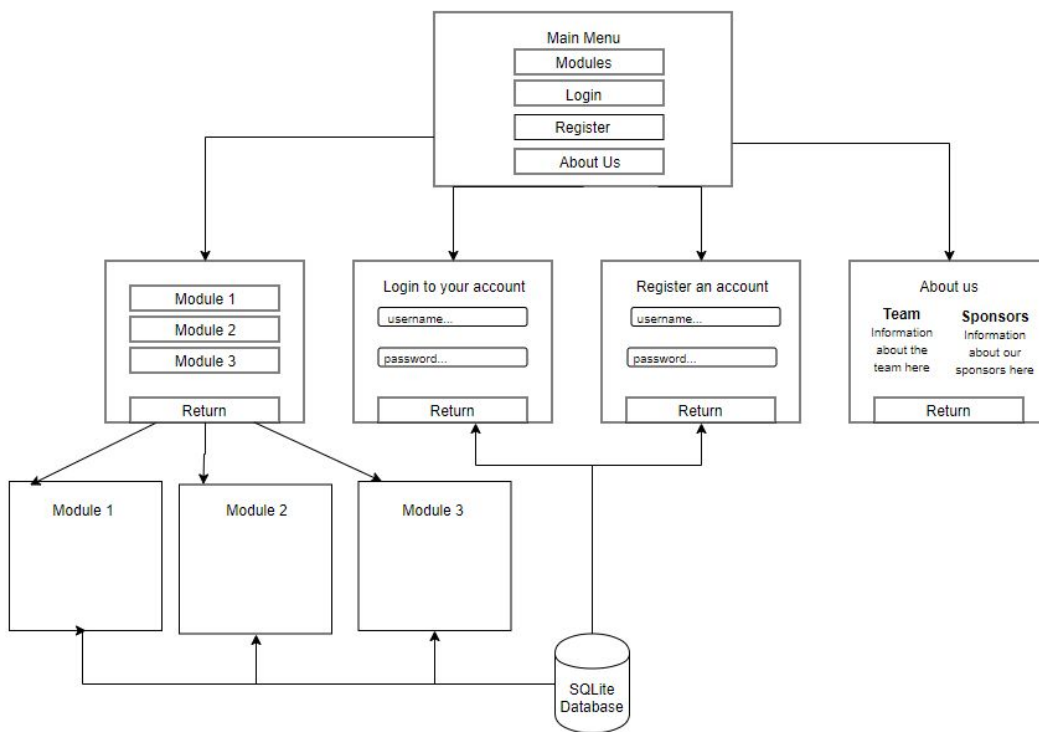 Main Menu
Modules
Login
Register
About Us
Module 1
Module 2
Module 3
Return
Login to your account
username...
password...
Return
Register an account
username...
password...
Return
About us
Team
Information
about the
team here
Sponsors
Information
about our
sponsors here
Return
Module 1
Module 2
Module 3
SQLite
Database